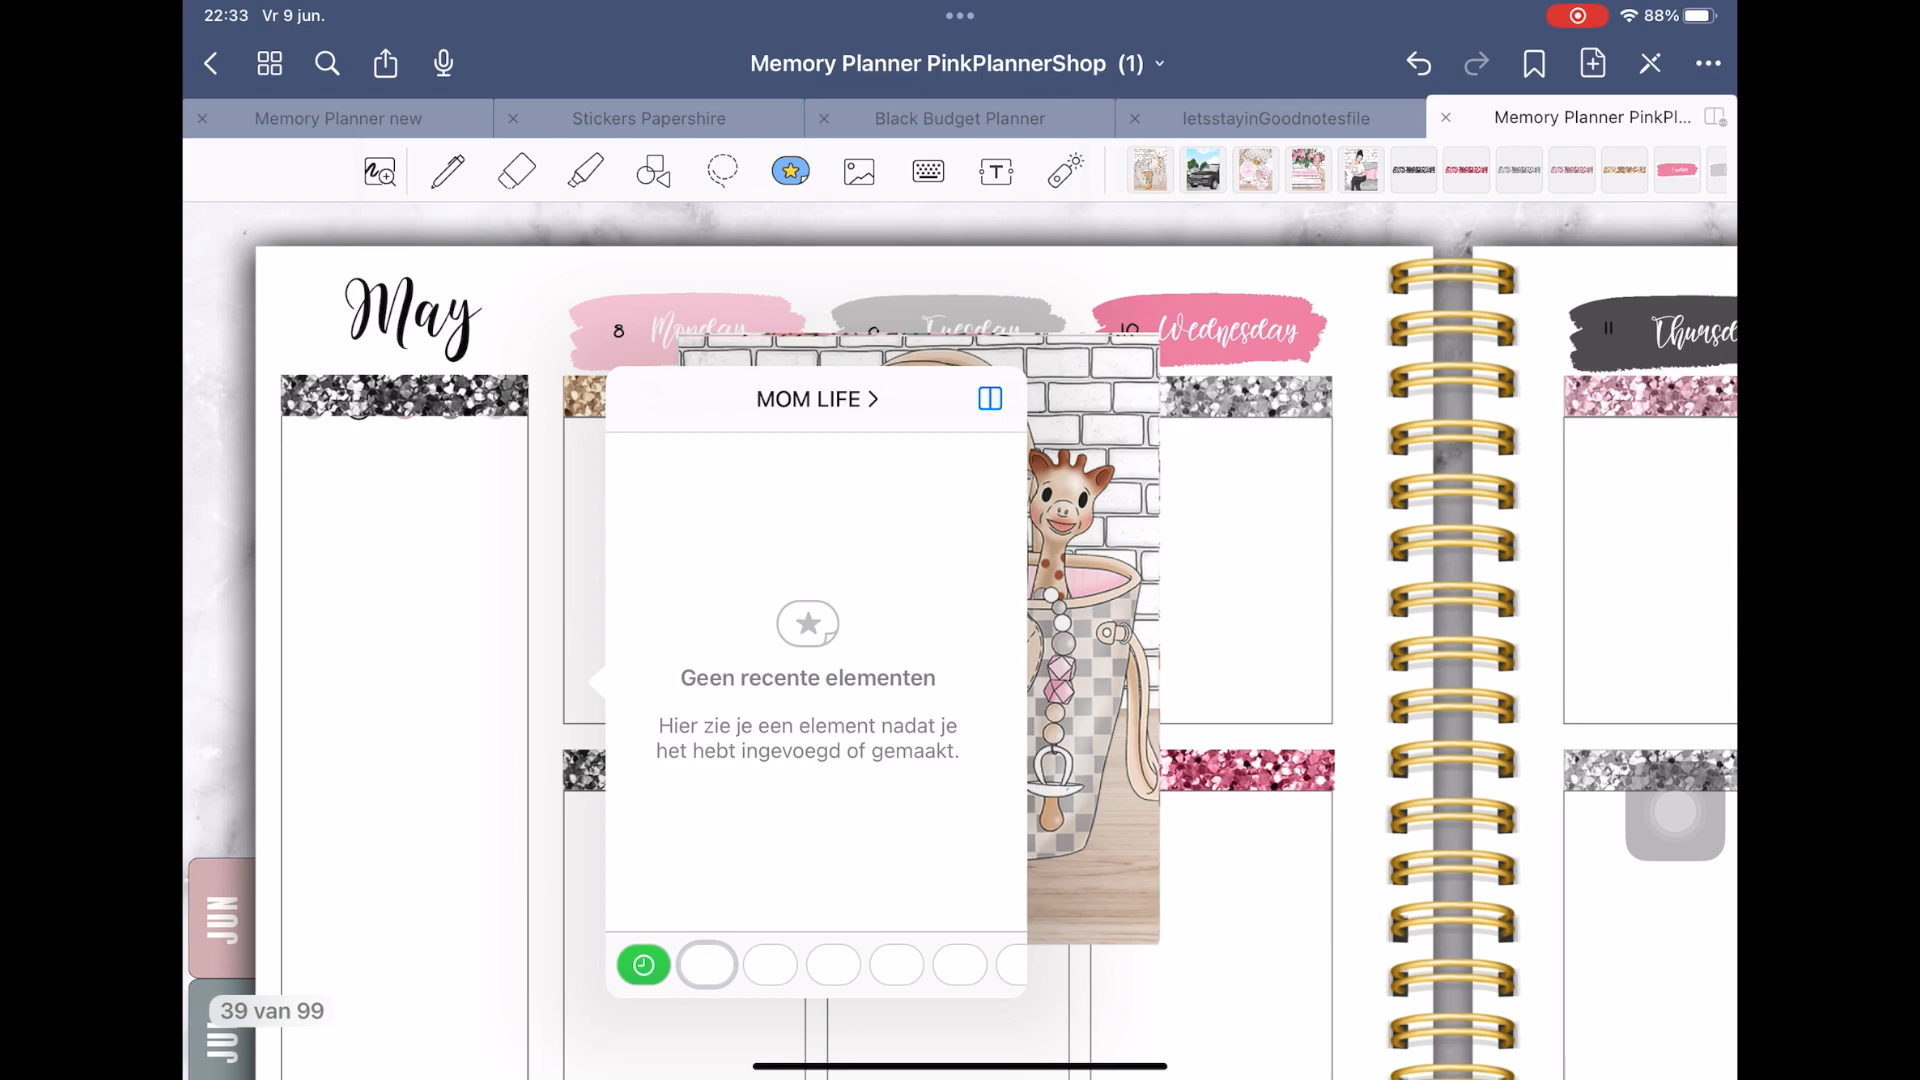 22:33 Vr 9 jun.
88%
Memory Planner PinkPlannerShop (1)
Memory Planner new
Stickers Papershire
Black Budget Planner
letsstayinGoodnotesfile
Memory Planner PinkPl...
T
May
8 Monday
Tuesday
10 Wednesday
11 Thursd
MOM LIFE >
Geen recente elementen
Hier zie je een element nadat je
het hebt ingevoegd of gemaakt.
JUN
39 van 99